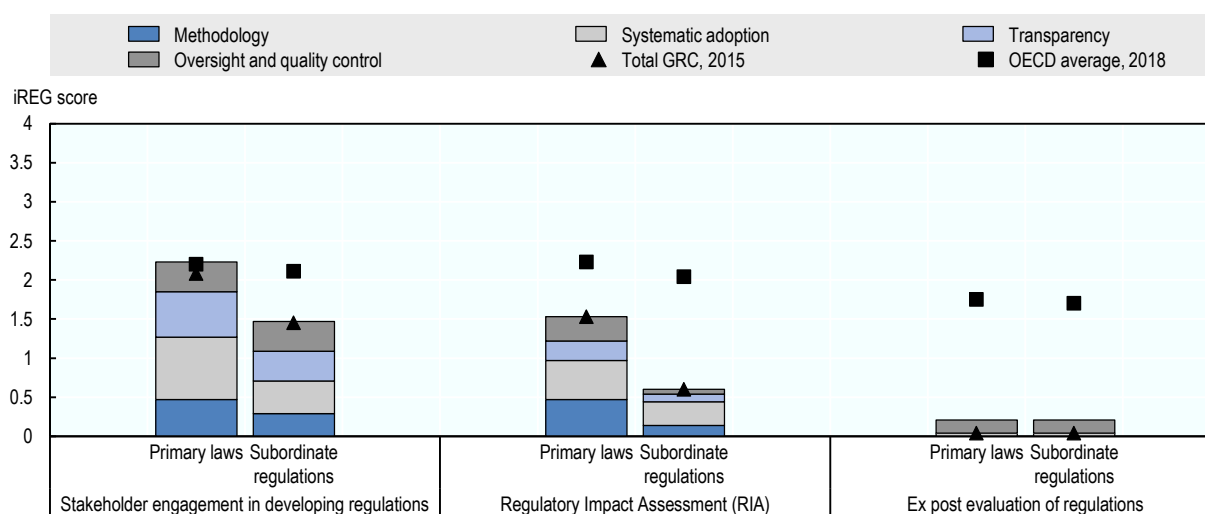 Methodology Systematic adoption Transparency
Oversight and quality control Total GRC, 2015 OECD average, 2018
iREG score
4
3.5
3
2.5
2
1.5
1
0.5
0
Primary laws Subordinate regulations Primary laws Subordinate regulations Primary laws Subordinate regulations
Stakeholder engagement in developing regulations Regulatory Impact Assessment (RIA) Ex post evaluation of regulations